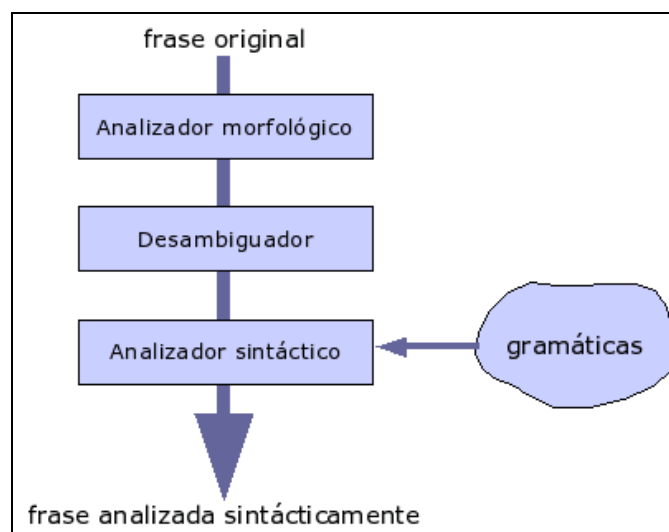 frase original
Analizador morfológico
Desambiguador
Analizador sintáctico
gramáticas
frase analizada sintácticamente